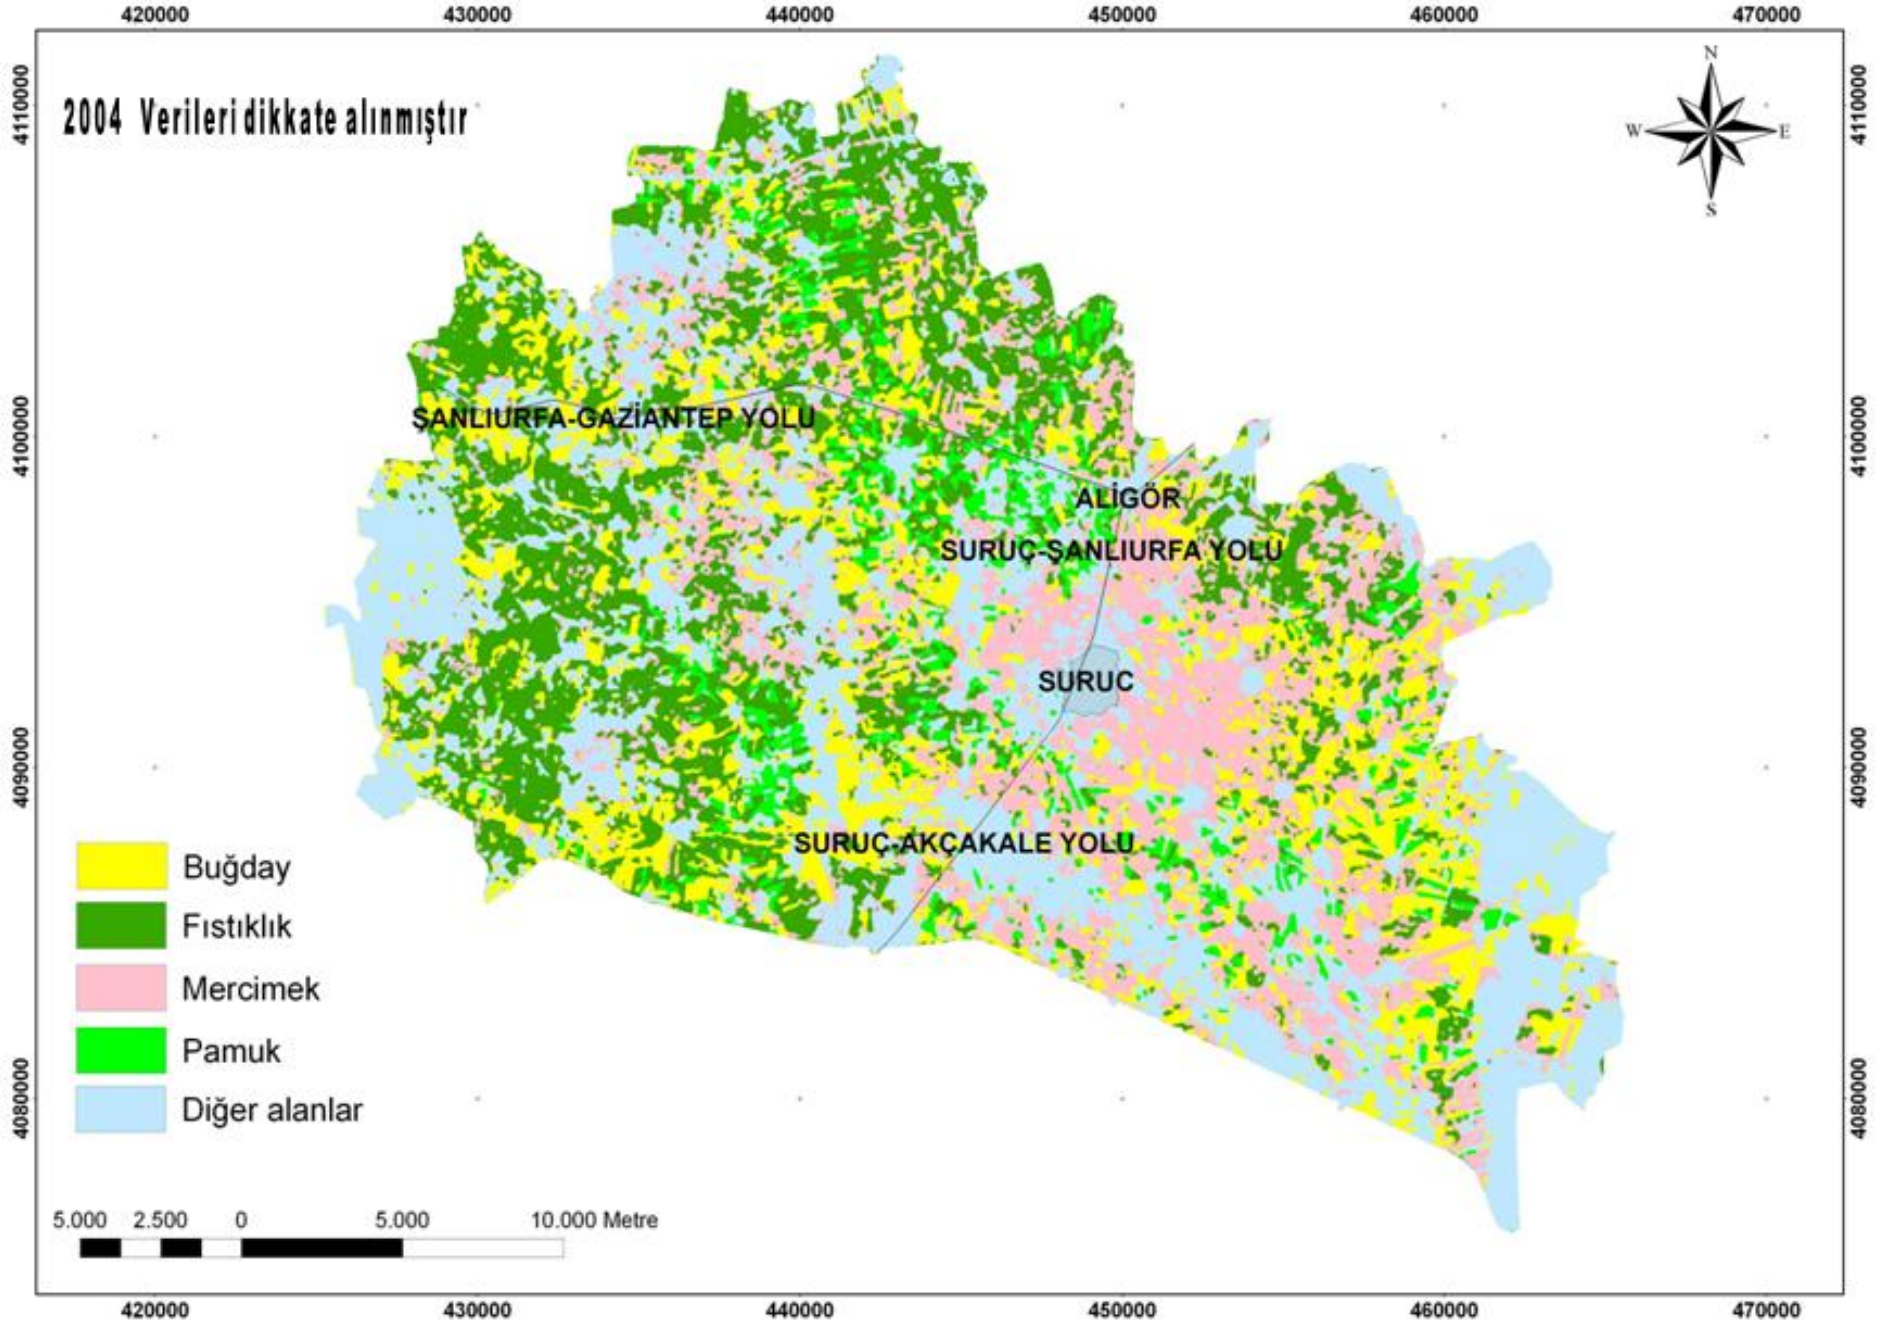 420000 430000 440000 450000 460000 470000
4110000
4110000
2004 Verileri dikkate alınmıştır
N
W
E
S
ŞANLIURFA-GAZİANTEP YOLU
4100000
4100000
ALİGÖR
SURUÇ-ŞANLIURFA YOLU
SURUC
4090000
4090000
SURUÇ-AKÇAKALE YOLU
Buğday
Fıstıklık
Mercimek
Pamuk
Diğer alanlar
4080000
4080000
5.000 2.500 0 5.000 10.000 Metre
420000 430000 440000 450000 460000 470000